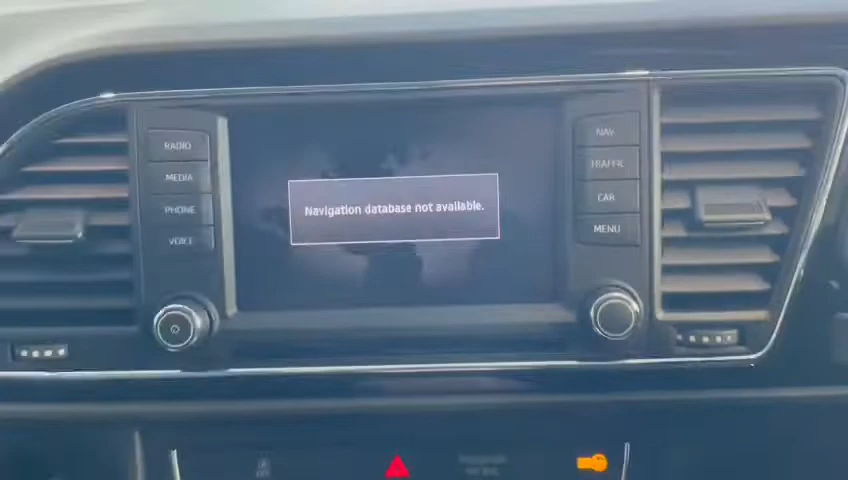 RADIO
MEDIA
PHONE
VOICE
Navigation database not available.
NAV
TRAFFIC
CAR
MENU